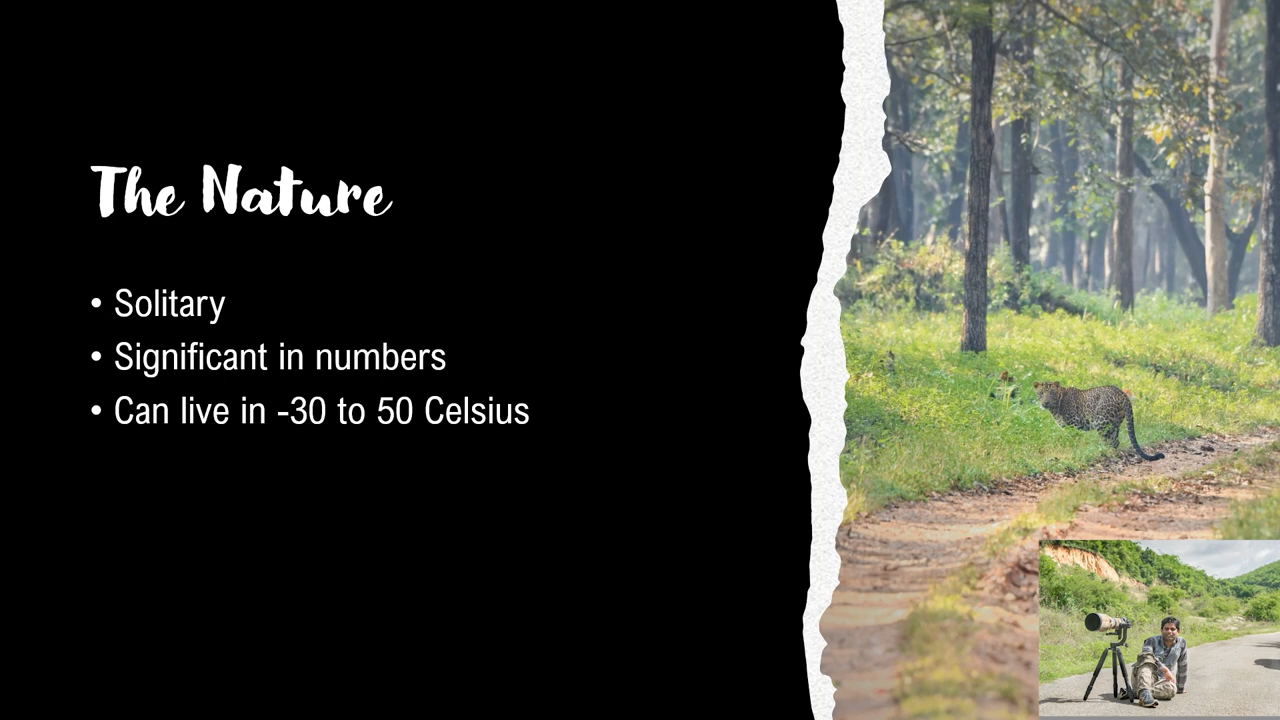 The Nature
• Solitary
• Significant in numbers
• Can live in -30 to 50 Celsius